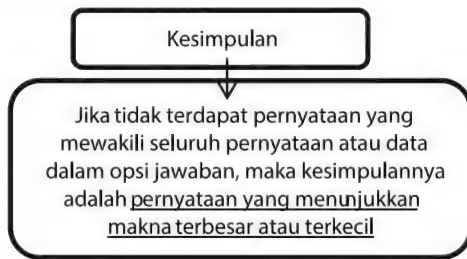 Kesimpulan
Jika tidak terdapat pernyataan yang
mewakili seluruh pernyataan atau data
dalam opsi jawaban, maka kesimpulannya
adalah pernyataan yang menunjukkan
makna terbesar atau terkecil